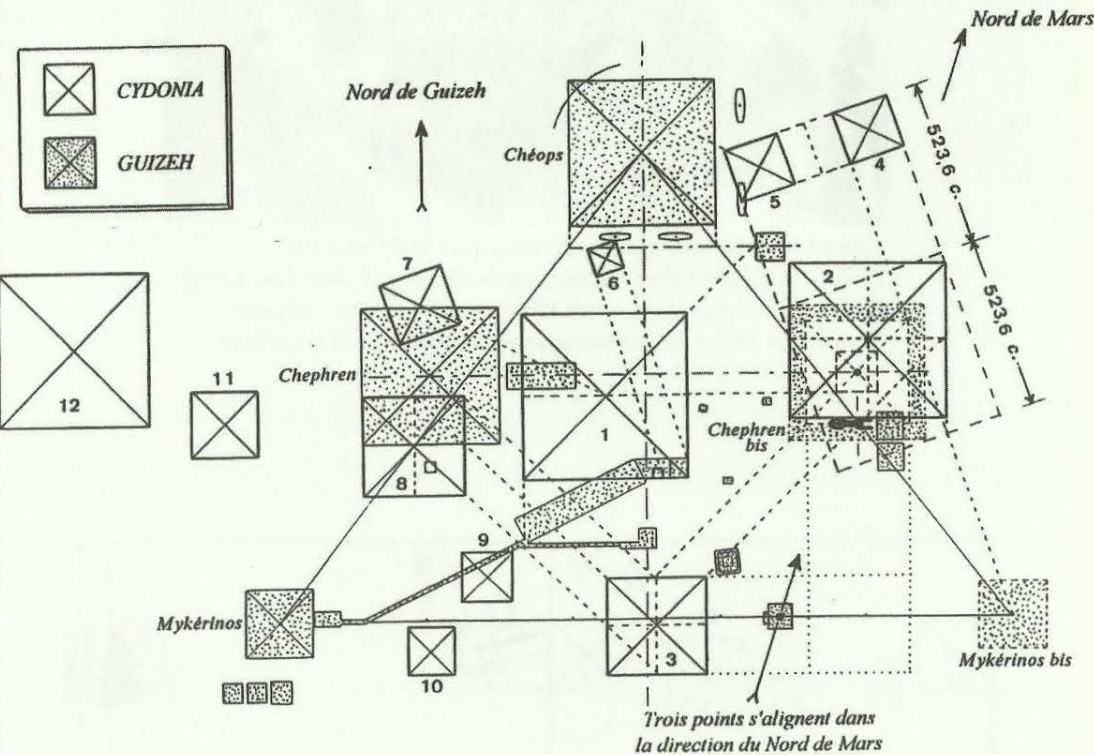 Nord de Mars
CYDONIA
GUIZEH
Nord de Guizeh
Chéops
4
5
523,6 c.
6
7
2
523,6 c.
Chephren
11
12
1
Chephren
bis
8
9
Mykérinos
3
10
Mykérinos bis
Trois points s'alignent dans
la direction du Nord de Mars